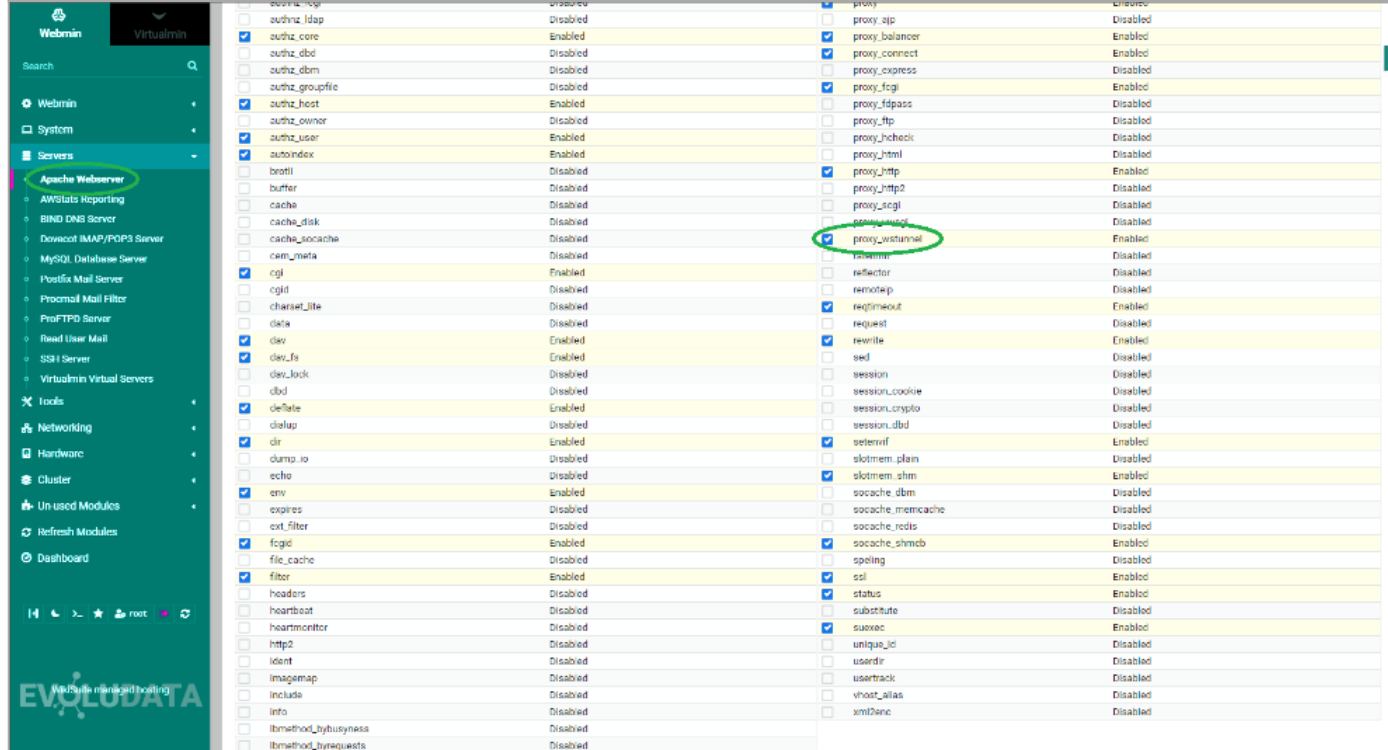 Webmin
Virtualmin
Search
Webmin
System
Servers
Apache Webserver
AWStats Reporting
BIND DNS Server
Dovecot IMAP/POP3 Server
MySQL Database Server
Postfix Mail Server
Procmail Mail Filter
ProFTPD Server
Read User Mail
SSH Server
Virtualmin Virtual Servers
Tools
Networking
Hardware
Cluster
Un-used Modules
Refresh Modules
Dashboard
root
managed hosting
EVOLUDATA
authnz_fcgi Disabled
authnz_ldap Disabled
authz_core Enabled
authz_dbd Disabled
authz_dbm Disabled
authz_groupfile Disabled
authz_host Enabled
authz_owner Disabled
authz_user Enabled
autoindex Enabled
brotli Disabled
buffer Disabled
cache Disabled
cache_disk Disabled
cache_socache Disabled
cern_meta Disabled
cgi Enabled
cgid Disabled
charset_lite Disabled
data Disabled
dav Enabled
dav_fs Enabled
dav_lock Disabled
dbd Disabled
deflate Enabled
dialup Disabled
dir Enabled
dump_io Disabled
echo Disabled
env Enabled
expires Disabled
ext_filter Disabled
fcgid Enabled
file_cache Disabled
filter Enabled
headers Disabled
heartbeat Disabled
heartmonitor Disabled
http2 Disabled
ident Disabled
imagemap Disabled
include Disabled
info Disabled
lbmethod_bybusyness Disabled
lbmethod_byrequests Disabled
proxy Enabled
proxy_ajp Disabled
proxy_balancer Enabled
proxy_connect Enabled
proxy_express Disabled
proxy_fcgi Enabled
proxy_fdpass Disabled
proxy_ftp Disabled
proxy_hcheck Disabled
proxy_html Disabled
proxy_http Enabled
proxy_http2 Disabled
proxy_scgi Disabled
Disabled
proxy_wstunnel Enabled
Disabled
reflector Disabled
remoteip Disabled
reqtimeout Enabled
request Disabled
rewrite Enabled
sed Disabled
session Disabled
session_cookie Disabled
session_crypto Disabled
session_dbd Disabled
setenvif Enabled
slotmem_plain Disabled
slotmem_shm Enabled
socache_dbm Disabled
socache_memcache Disabled
socache_redis Disabled
socache_shmcb Enabled
speling Disabled
ssl Enabled
status Enabled
substitute Disabled
suexec Enabled
unique_id Disabled
userdir Disabled
usertrack Disabled
vhost_alias Disabled
xml2enc Disabled